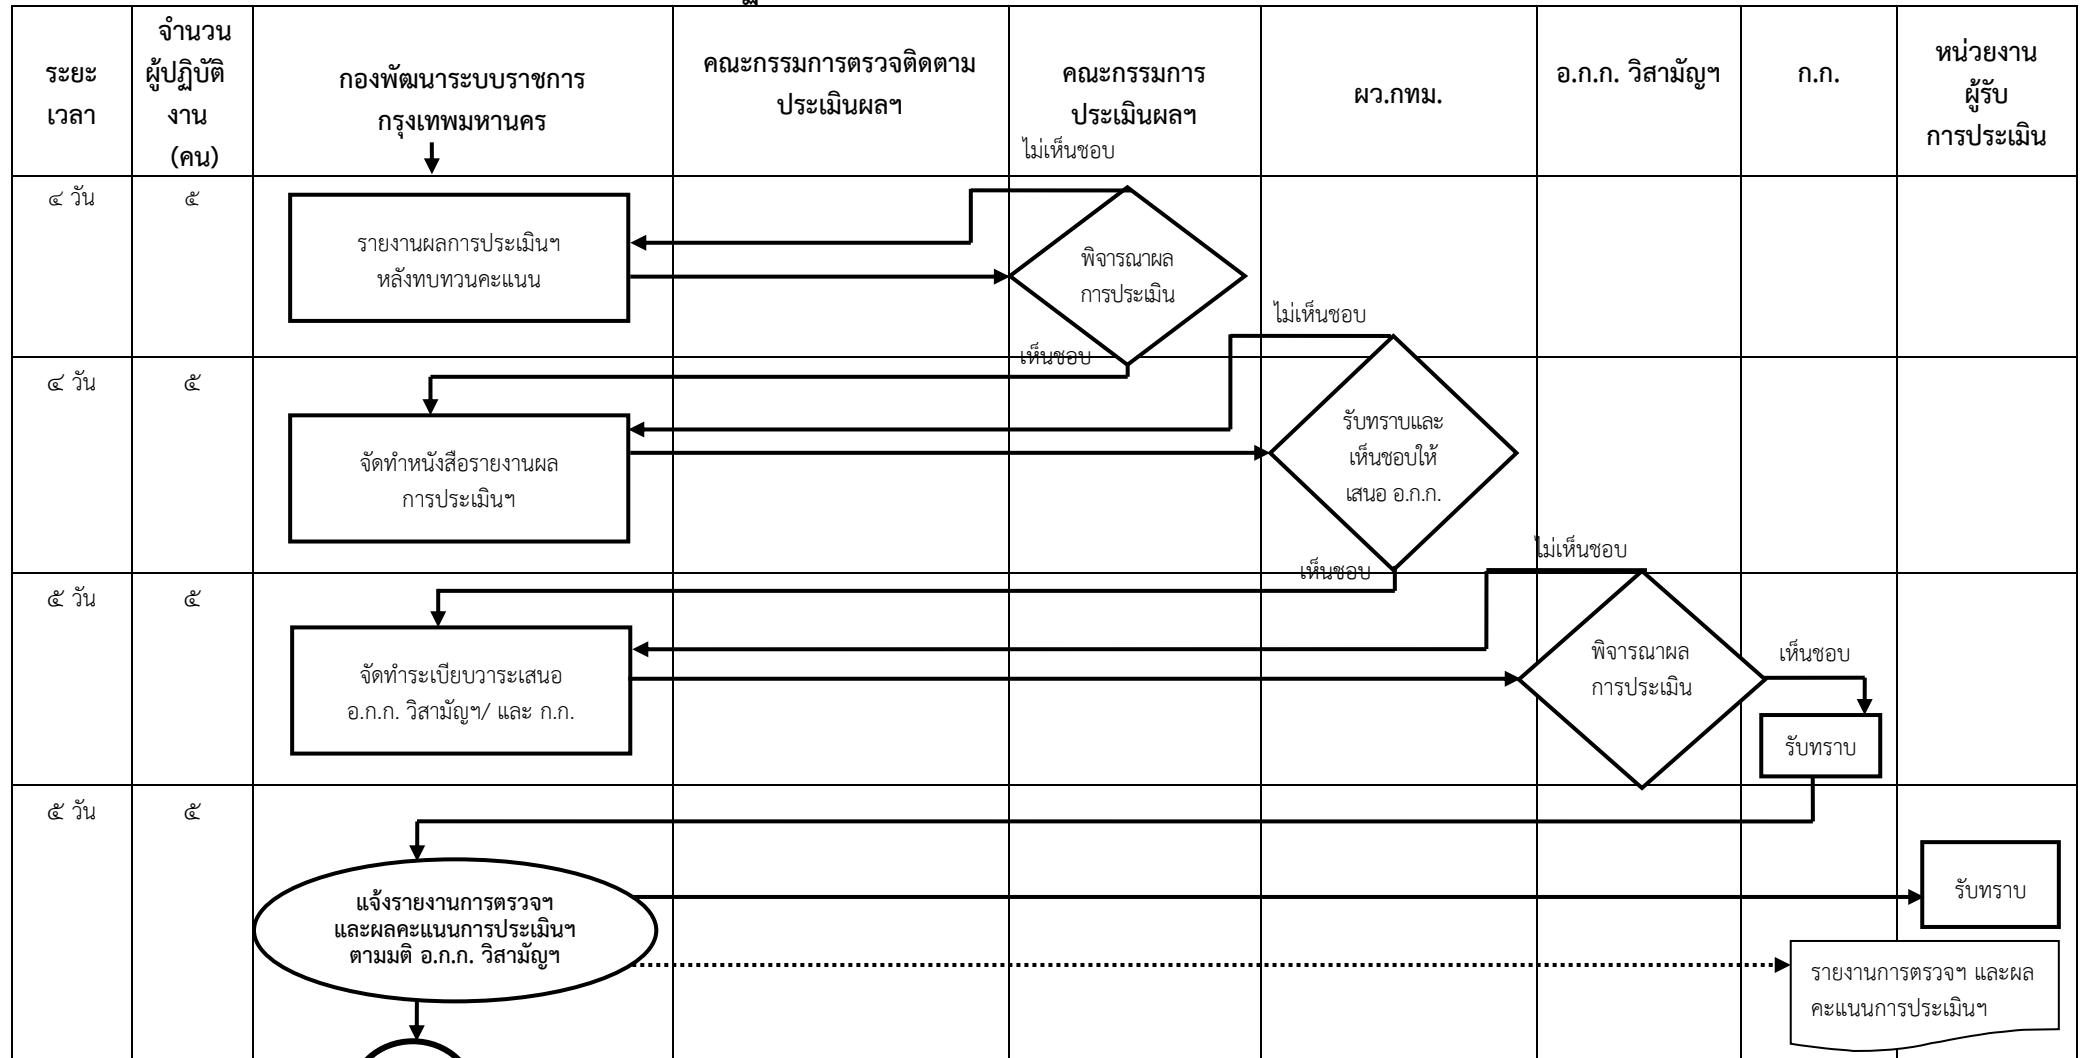 ระยะ
เวลา
จำนวน
ผู้ปฏิบัติ
งาน
(คน)
กองพัฒนาระบบราชการ
กรุงเทพมหานคร
คณะกรรมการตรวจติดตาม
ประเมินผลฯ
คณะกรรมการ
ประเมินผลฯ
ผว.กทม.
อ.ก.ก. วิสามัญฯ
ก.ก.
หน่วยงาน
ผู้รับ
การประเมิน
ไม่เห็นชอบ
๔ วัน
๕
รายงานผลการประเมินฯ
หลังทบทวนคะแนน
พิจารณาผล
การประเมิน
ไม่เห็นชอบ
เห็นชอบ
๔ วัน
๕
จัดทำหนังสือรายงานผล
การประเมินฯ
รับทราบและ
เห็นชอบให้
เสนอ อ.ก.ก.
ไม่เห็นชอบ
เห็นชอบ
๕ วัน
๕
จัดทำระเบียบวาระเสนอ
อ.ก.ก. วิสามัญฯ/ และ ก.ก.
พิจารณาผล
การประเมิน
เห็นชอบ
รับทราบ
๕ วัน
๕
แจ้งรายงานการตรวจฯ
และผลคะแนนการประเมินฯ
ตามมติ อ.ก.ก. วิสามัญฯ
รับทราบ
รายงานการตรวจฯ และผล
คะแนนการประเมินฯ